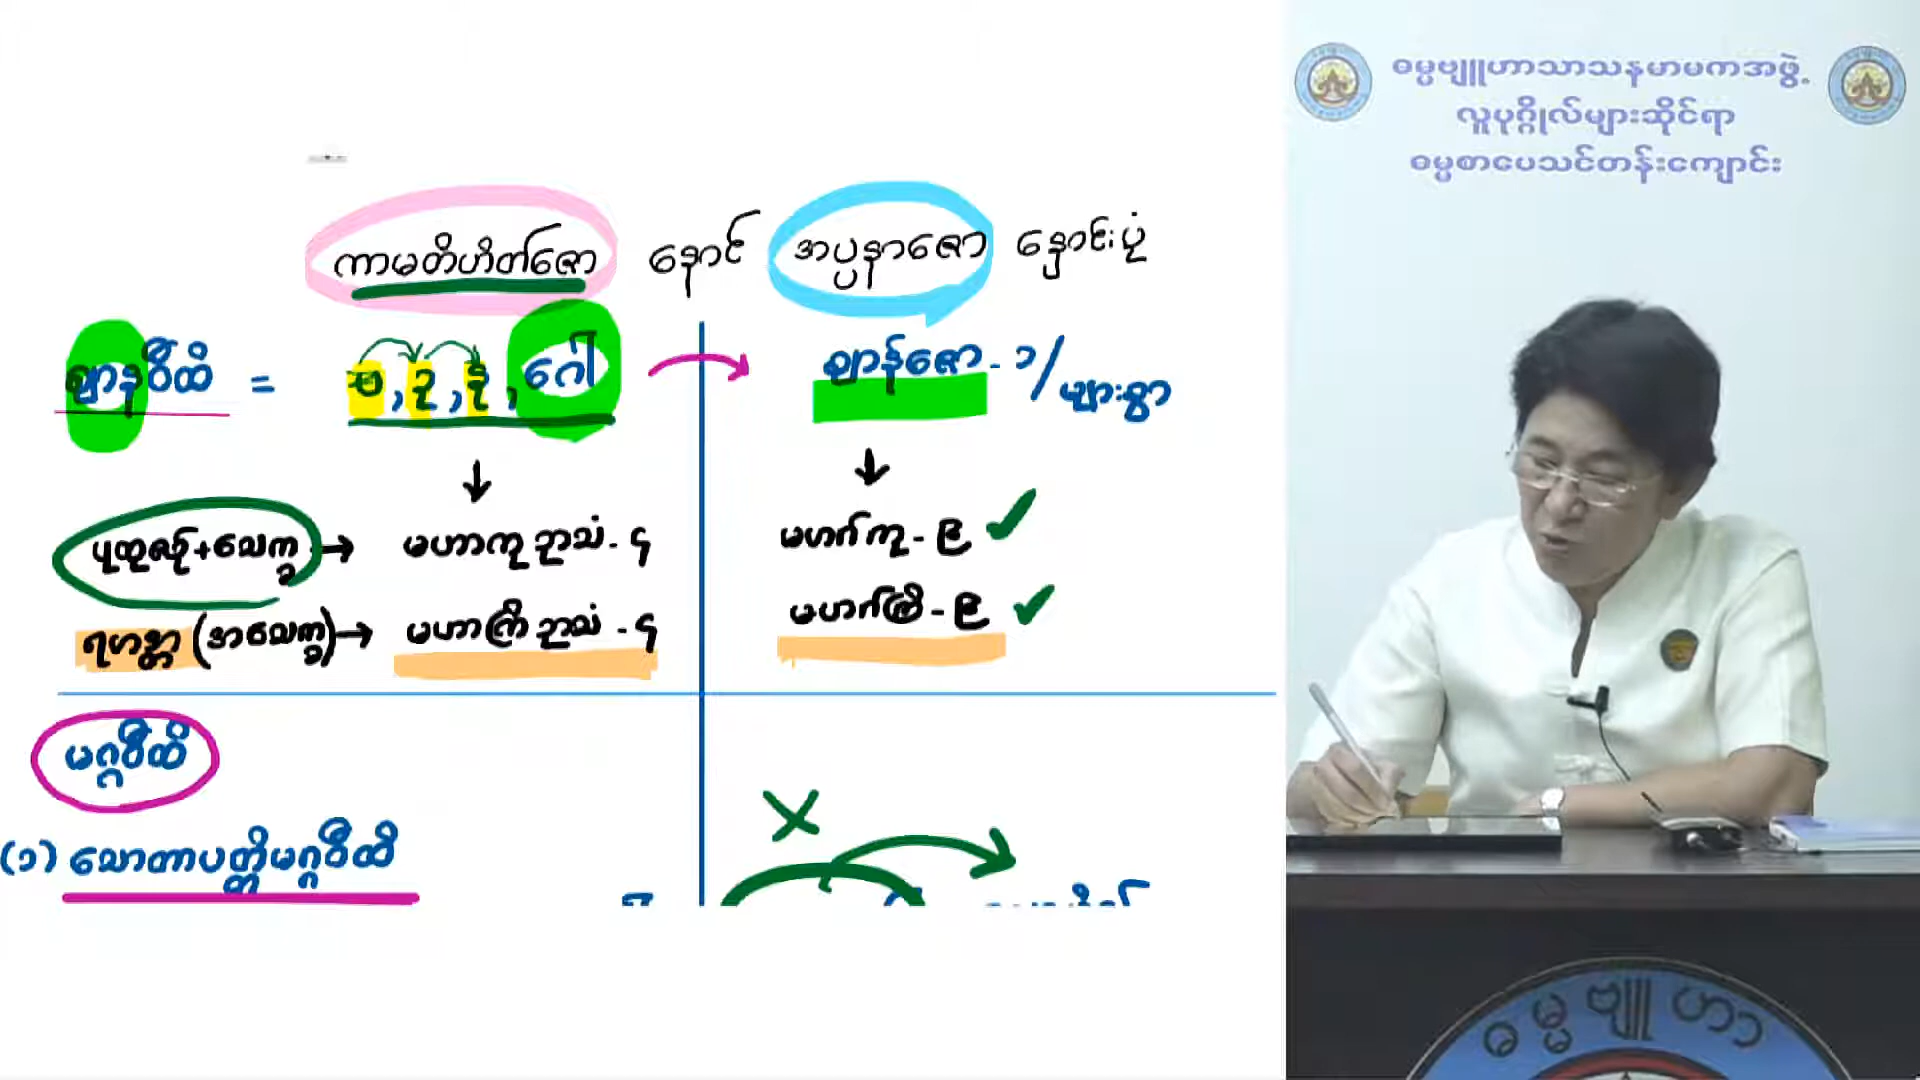 ကာမတိဟိတ်ဇော နှောင် အပ္ပနာဇော နှောင်းပုံ
ဈာနဝီထိ = ပ, ဥ, နု, ဂေါ် ဈာန်ဇော - ၁/များစွာ
ပုထုဇဉ်+သေက္ခ → မဟာကု ဉာသံ - ၄ မဟဂ်ကု - ၉
ရဟန္တာ (အသေက္ခ) → မဟာကြိ ဉာသံ - ၄ မဟဂ်ကြိ - ၉
မဂ္ဂဝီထိ
(၁) သောတာပတ္တိမဂ္ဂဝီထိ
ဓမ္မဗျူဟာသာသနမာမကအဖွဲ့
လူပုဂ္ဂိုလ်များဆိုင်ရာ
ဓမ္မစာပေသင်တန်းကျောင်း
ဓမ္မဗျူဟာ